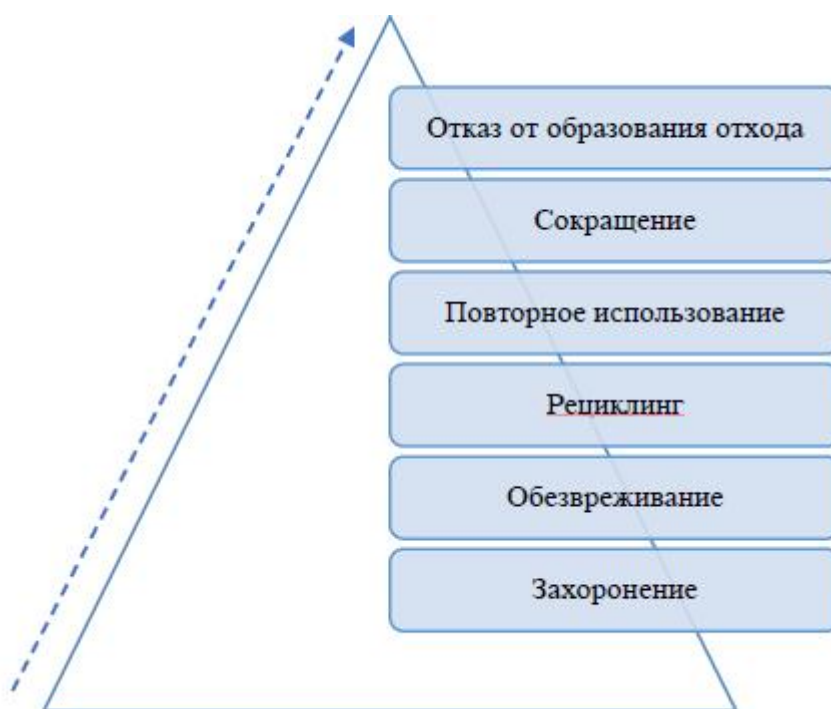 Отказ от образования отхода
Сокращение
Повторное использование
Рециклинг
Обезвреживание
Захоронение